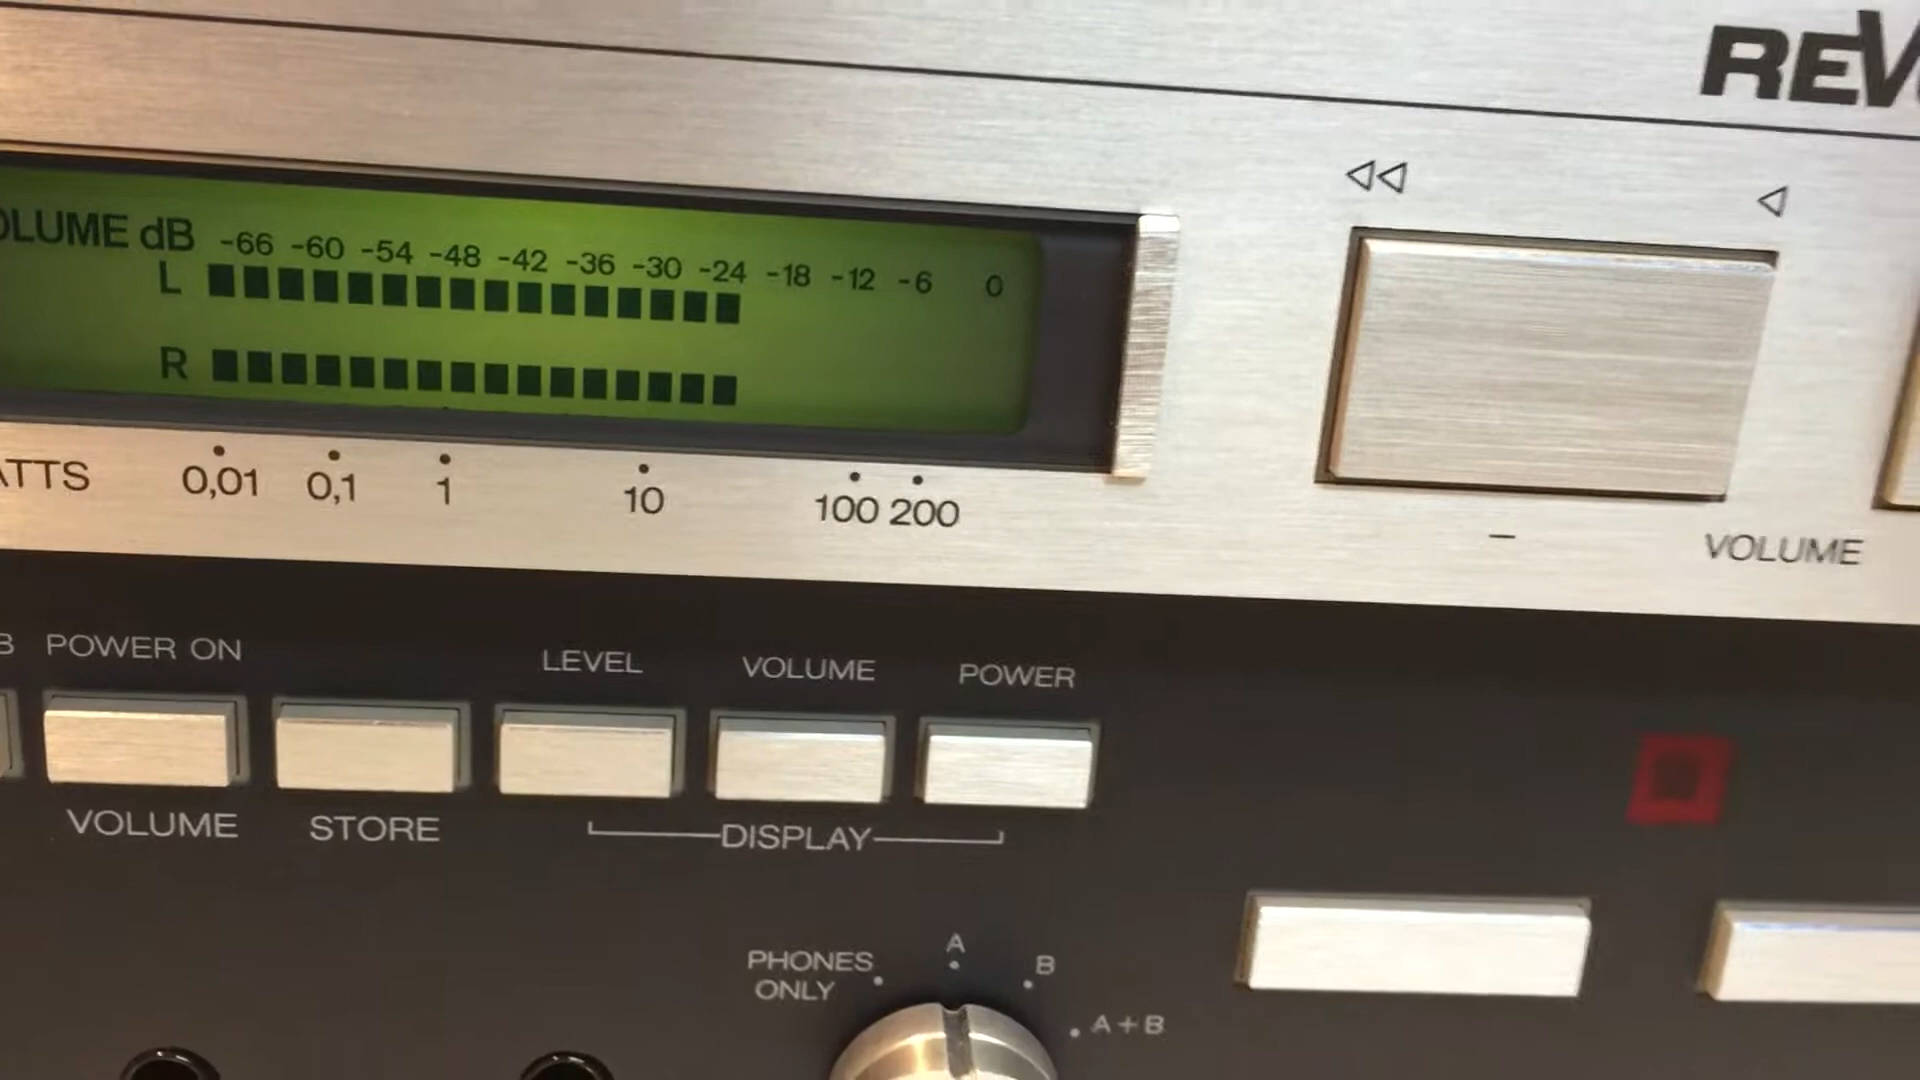 REV
OLUME dB -66 -60 -54 -48 -42 -36 -30 -24 -18 -12 -6 0
L
R
ATTS 0,01 0,1 1 10 100 200
– VOLUME
B POWER ON LEVEL VOLUME POWER
VOLUME STORE DISPLAY
PHONES ONLY A B A+B